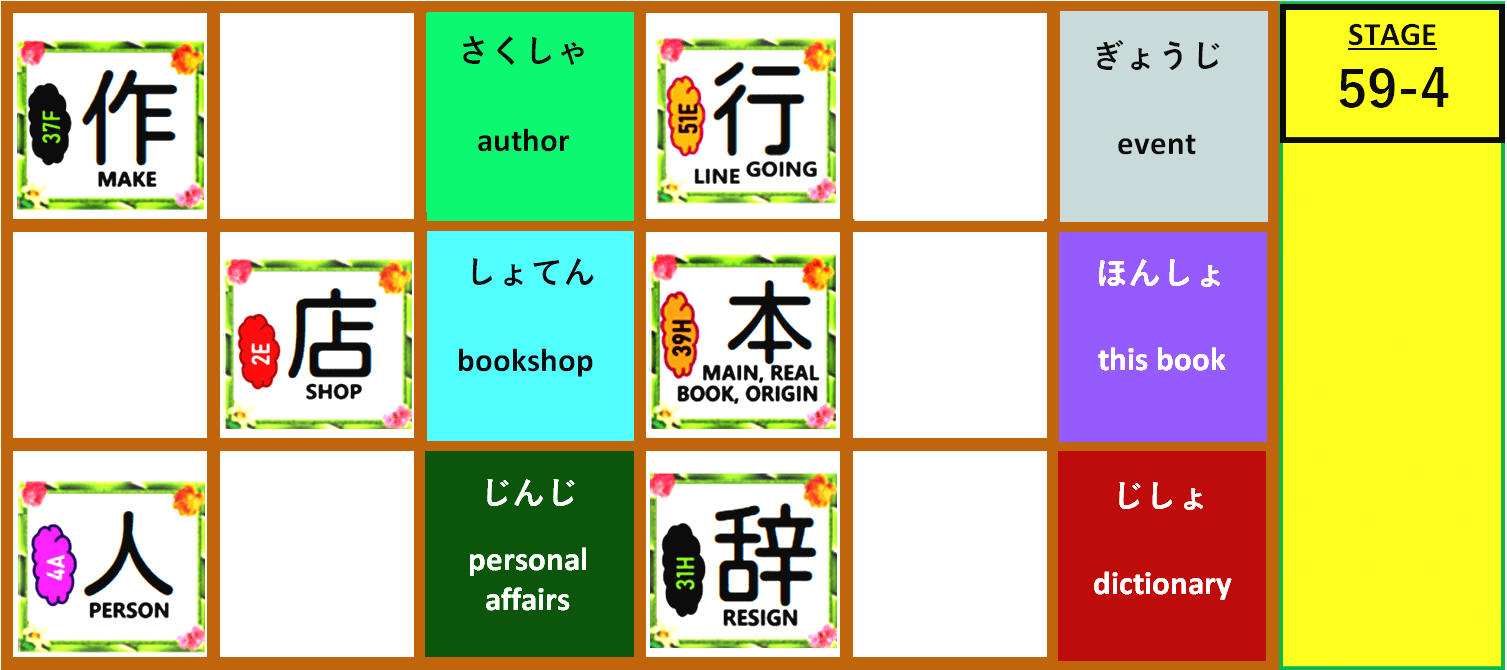 37F
作
MAKE
さくしゃ
author
51E
行
LINE GOING
ぎょうじ
event
STAGE
59-4
2E
店
SHOP
しょてん
bookshop
39H
本
MAIN, REAL
BOOK, ORIGIN
ほんしょ
this book
4A
人
PERSON
じんじ
personal
affairs
31H
辞
RESIGN
じしょ
dictionary